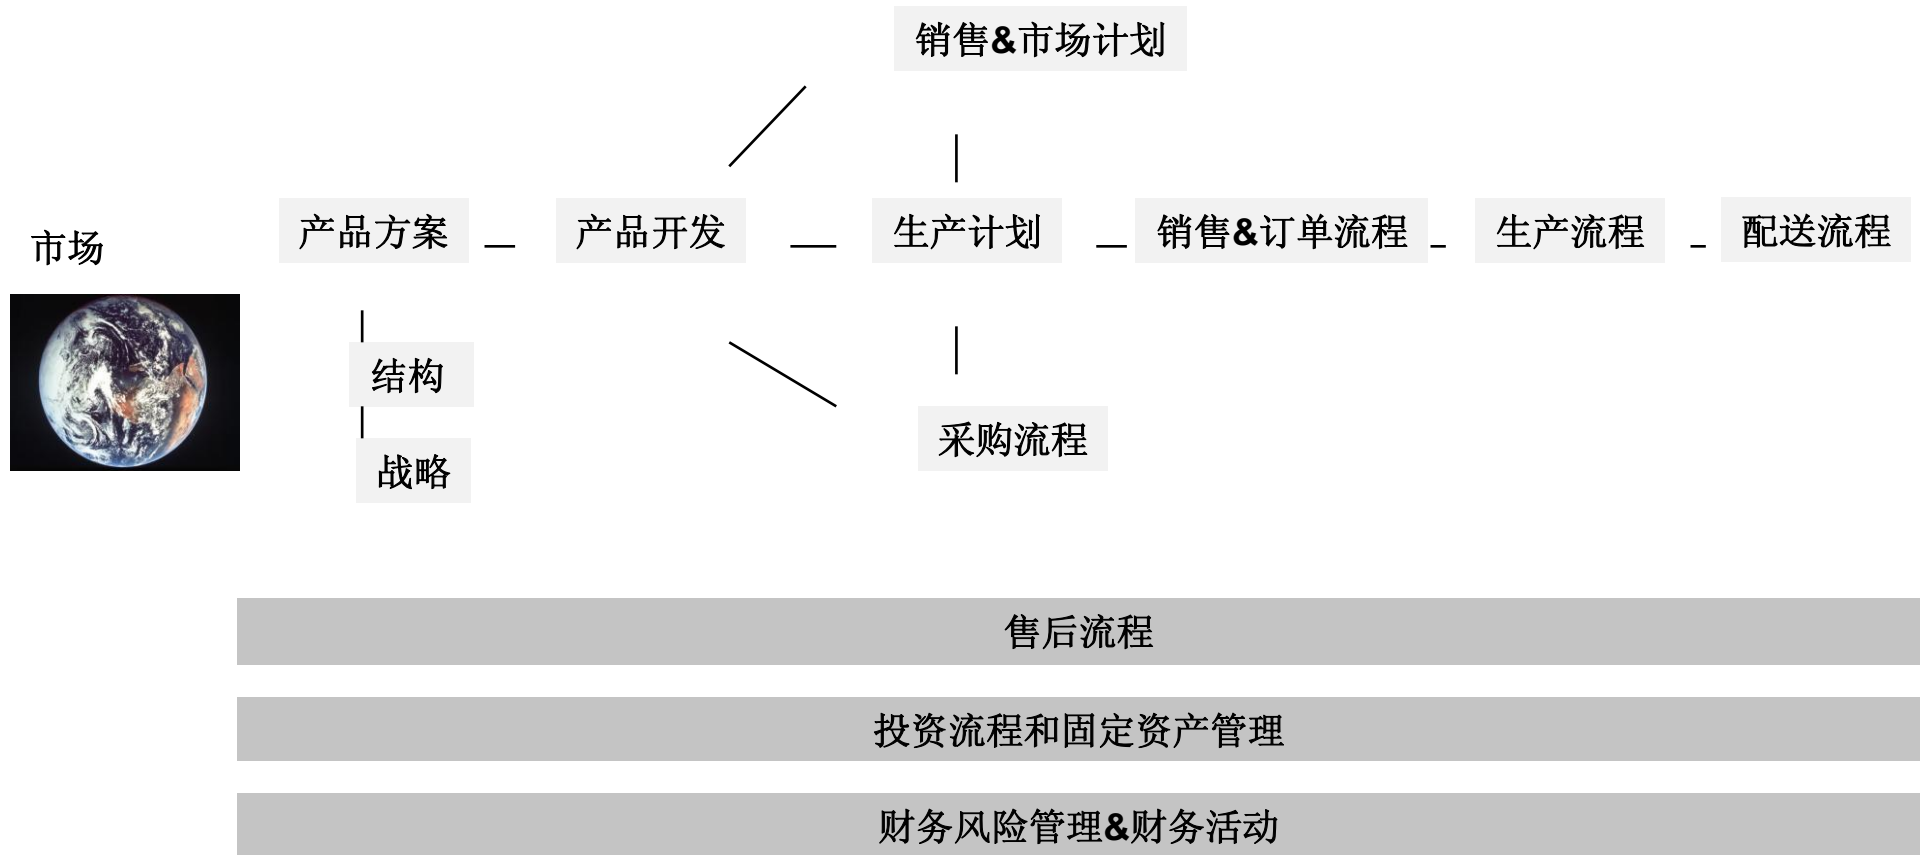 销售&市场计划
市场
产品方案
产品开发
生产计划
销售&订单流程
生产流程
配送流程
结构
战略
采购流程
售后流程
投资流程和固定资产管理
财务风险管理&财务活动